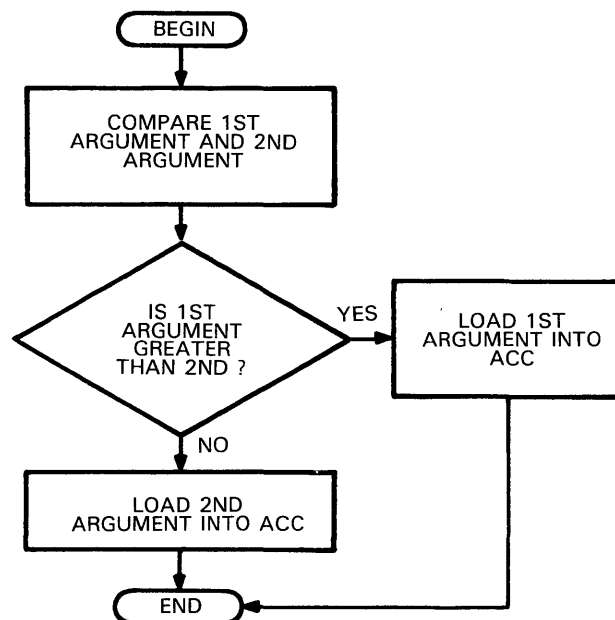 BEGIN
COMPARE 1ST
ARGUMENT AND 2ND
ARGUMENT
IS 1ST
ARGUMENT
GREATER
THAN 2ND ?
YES
LOAD 1ST
ARGUMENT INTO
ACC
NO
LOAD 2ND
ARGUMENT INTO ACC
END